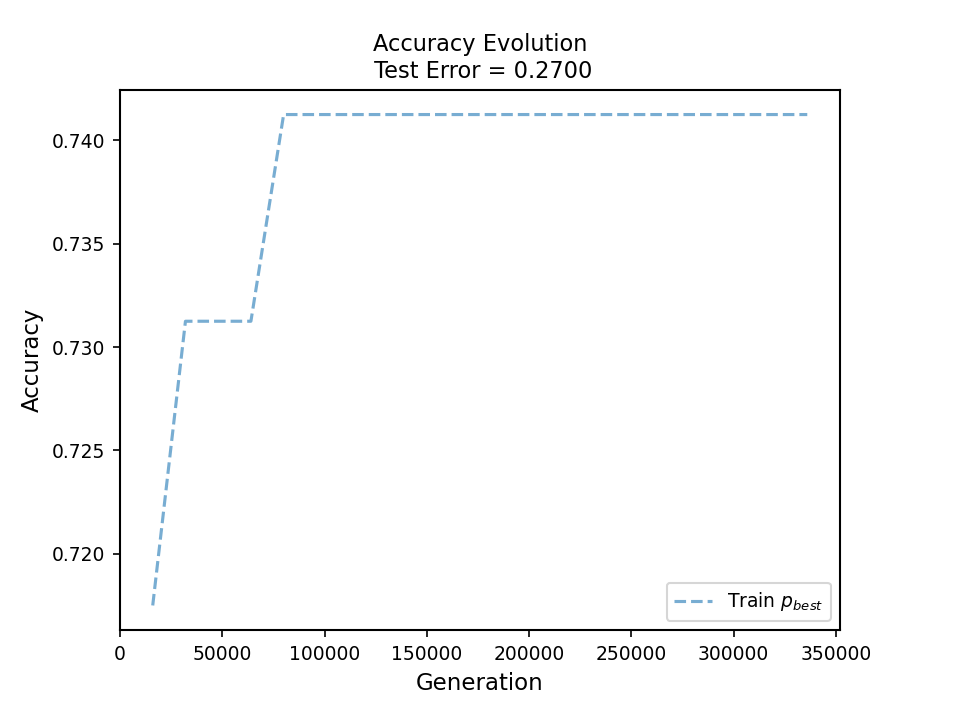 Accuracy Evolution
Test Error = 0.2700
0.740
0.735
0.730
0.725
0.720
Accuracy
Train p_best
0 50000 100000 150000 200000 250000 300000 350000
Generation